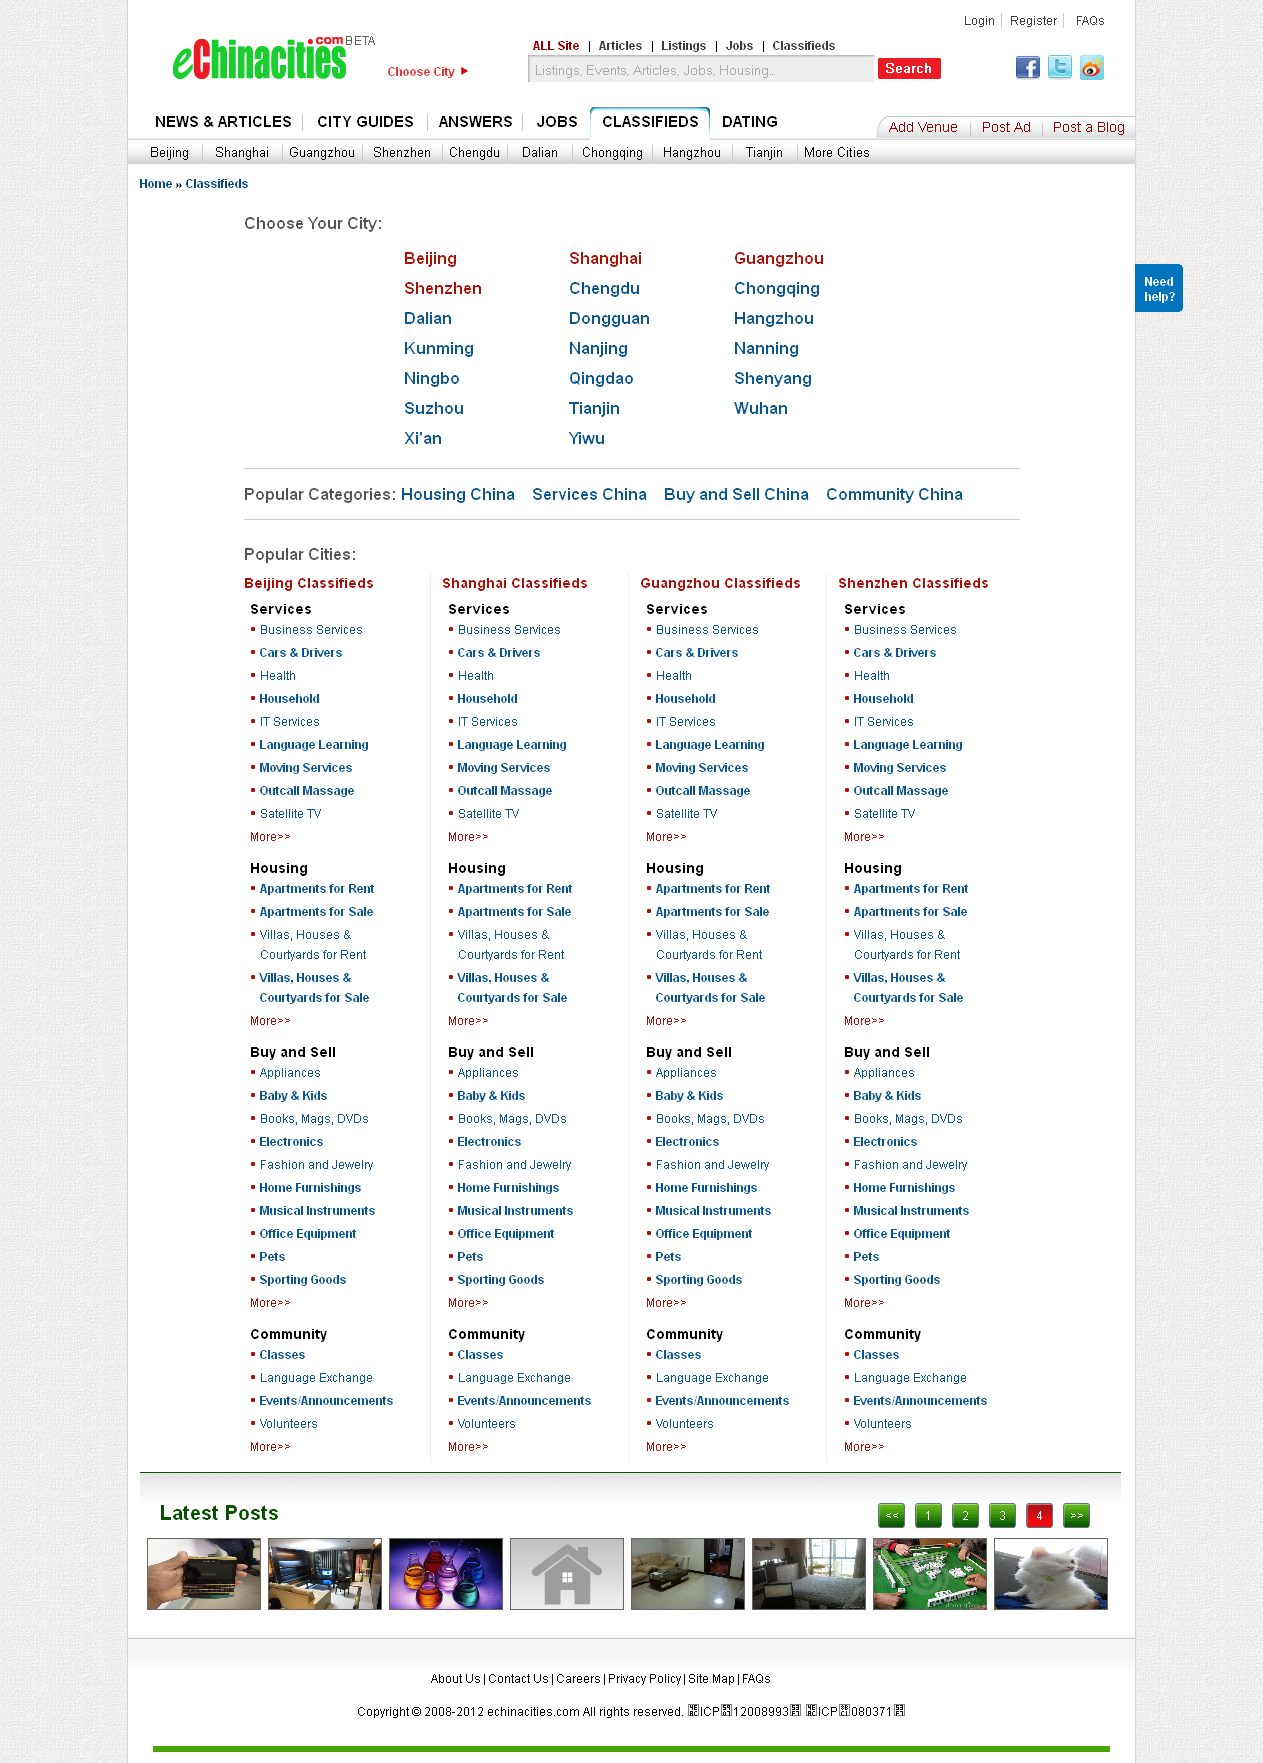 Login Register FAQs
eChinacities.com BETA
Choose City
ALL Site | Articles | Listings | Jobs | Classifieds
Listings, Events, Articles, Jobs, Housing...
Search
NEWS & ARTICLES CITY GUIDES ANSWERS JOBS CLASSIFIEDS DATING
Add Venue Post Ad Post a Blog
Beijing Shanghai Guangzhou Shenzhen Chengdu Dalian Chongqing Hangzhou Tianjin More Cities
Home » Classifieds
Need
help?
Choose Your City:
Beijing Shanghai Guangzhou
Shenzhen Chengdu Chongqing
Dalian Dongguan Hangzhou
Kunming Nanjing Nanning
Ningbo Qingdao Shenyang
Suzhou Tianjin Wuhan
Xi'an Yiwu
Popular Categories: Housing China Services China Buy and Sell China Community China
Popular Cities:
Beijing Classifieds
Services
Business Services
Cars & Drivers
Health
Household
IT Services
Language Learning
Moving Services
Outcall Massage
Satellite TV
More>>
Housing
Apartments for Rent
Apartments for Sale
Villas, Houses &
Courtyards for Rent
Villas, Houses &
Courtyards for Sale
More>>
Buy and Sell
Appliances
Baby & Kids
Books, Mags, DVDs
Electronics
Fashion and Jewelry
Home Furnishings
Musical Instruments
Office Equipment
Pets
Sporting Goods
More>>
Community
Classes
Language Exchange
Events/Announcements
Volunteers
More>>
Shanghai Classifieds
Services
Business Services
Cars & Drivers
Health
Household
IT Services
Language Learning
Moving Services
Outcall Massage
Satellite TV
More>>
Housing
Apartments for Rent
Apartments for Sale
Villas, Houses &
Courtyards for Rent
Villas, Houses &
Courtyards for Sale
More>>
Buy and Sell
Appliances
Baby & Kids
Books, Mags, DVDs
Electronics
Fashion and Jewelry
Home Furnishings
Musical Instruments
Office Equipment
Pets
Sporting Goods
More>>
Community
Classes
Language Exchange
Events/Announcements
Volunteers
More>>
Guangzhou Classifieds
Services
Business Services
Cars & Drivers
Health
Household
IT Services
Language Learning
Moving Services
Outcall Massage
Satellite TV
More>>
Housing
Apartments for Rent
Apartments for Sale
Villas, Houses &
Courtyards for Rent
Villas, Houses &
Courtyards for Sale
More>>
Buy and Sell
Appliances
Baby & Kids
Books, Mags, DVDs
Electronics
Fashion and Jewelry
Home Furnishings
Musical Instruments
Office Equipment
Pets
Sporting Goods
More>>
Community
Classes
Language Exchange
Events/Announcements
Volunteers
More>>
Shenzhen Classifieds
Services
Business Services
Cars & Drivers
Health
Household
IT Services
Language Learning
Moving Services
Outcall Massage
Satellite TV
More>>
Housing
Apartments for Rent
Apartments for Sale
Villas, Houses &
Courtyards for Rent
Villas, Houses &
Courtyards for Sale
More>>
Buy and Sell
Appliances
Baby & Kids
Books, Mags, DVDs
Electronics
Fashion and Jewelry
Home Furnishings
Musical Instruments
Office Equipment
Pets
Sporting Goods
More>>
Community
Classes
Language Exchange
Events/Announcements
Volunteers
More>>
Latest Posts
<< 1 2 3 4 >>
About Us | Contact Us | Careers | Privacy Policy | Site Map | FAQs
Copyright © 2008-2012 echinacities.com All rights reserved. ICP 12008993 ICP 080371